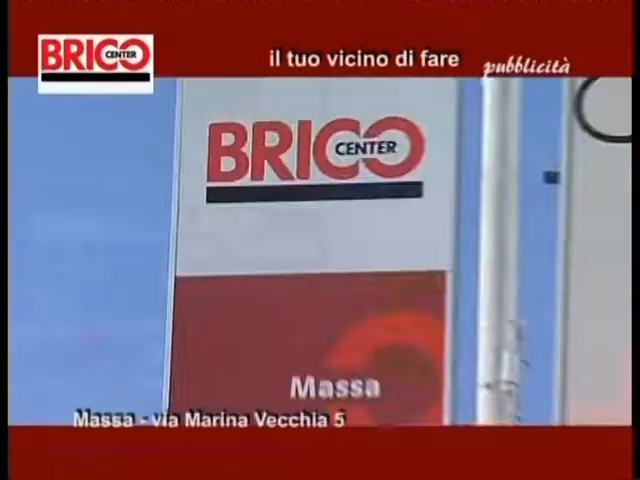 BRICO
CENTER
il tuo vicino di fare
pubblicità
BRICO
CENTER
Massa
Massa - via Marina Vecchia 5